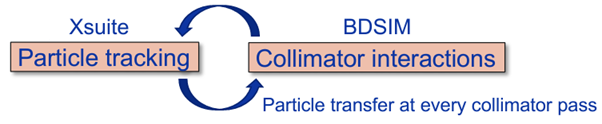 Xsuite
BDSIM
Particle tracking
Collimator interactions
Particle transfer at every collimator pass